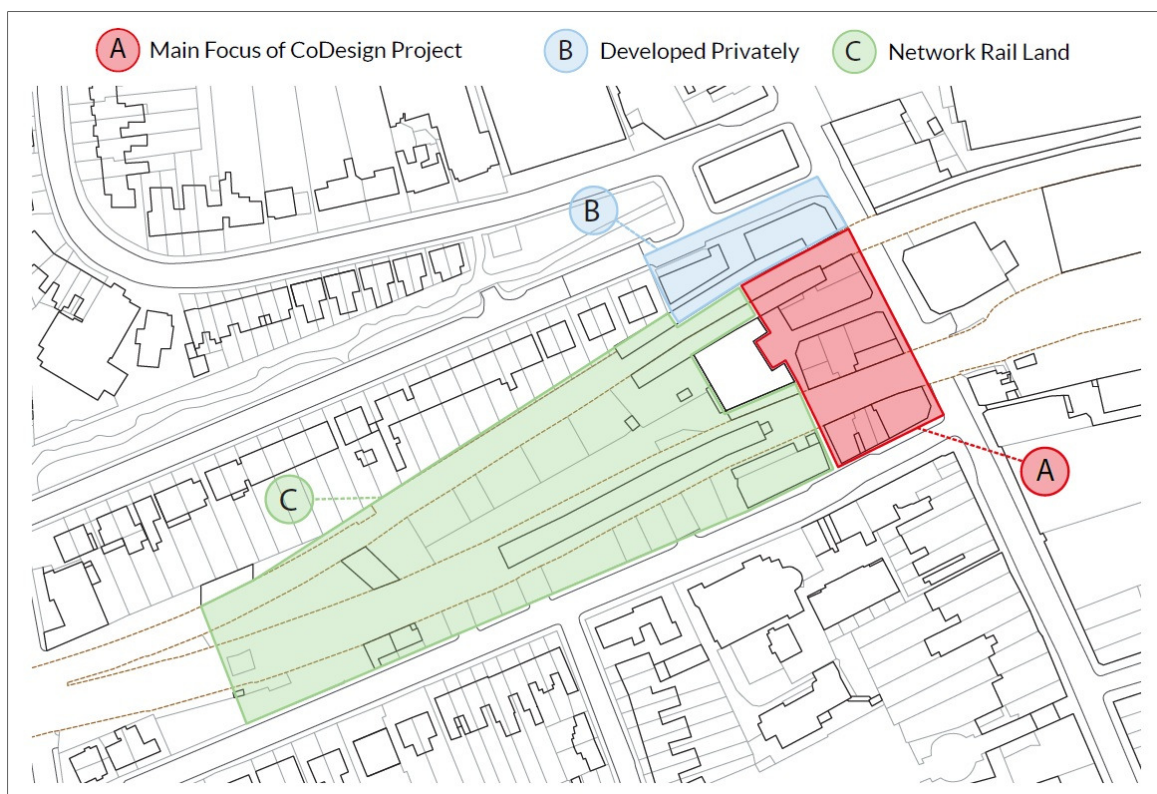 A Main Focus of CoDesign Project
B Developed Privately
C Network Rail Land
B
A
C